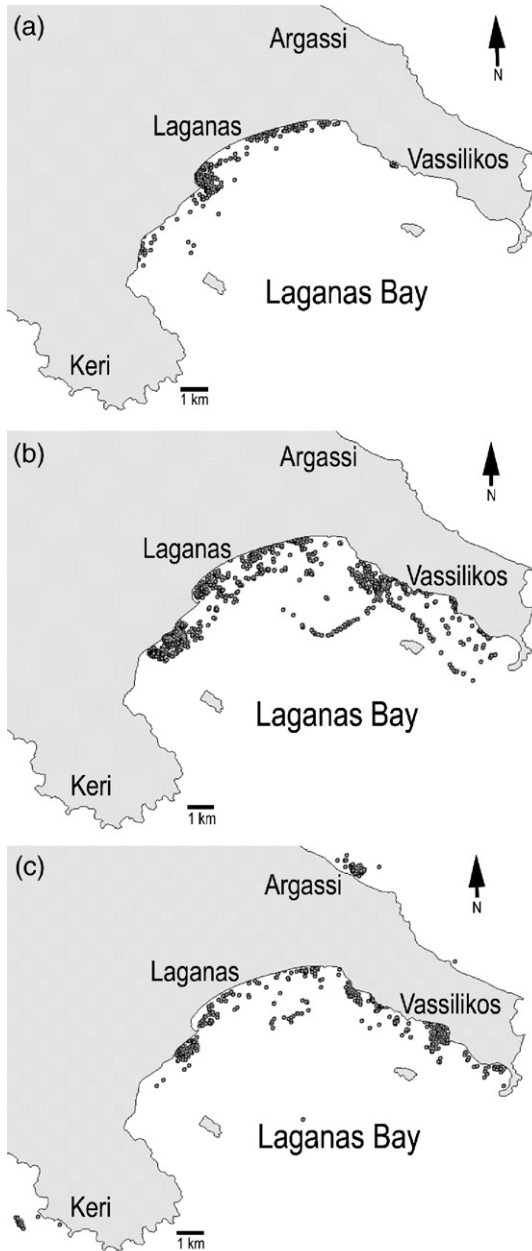 (a)
Argassi
N
Laganas
Vassilikos
Laganas Bay
Keri
1 km
(b)
Argassi
N
Laganas
Vassilikos
Laganas Bay
Keri
1 km
(c)
Argassi
N
Laganas
Vassilikos
Laganas Bay
Keri
1 km